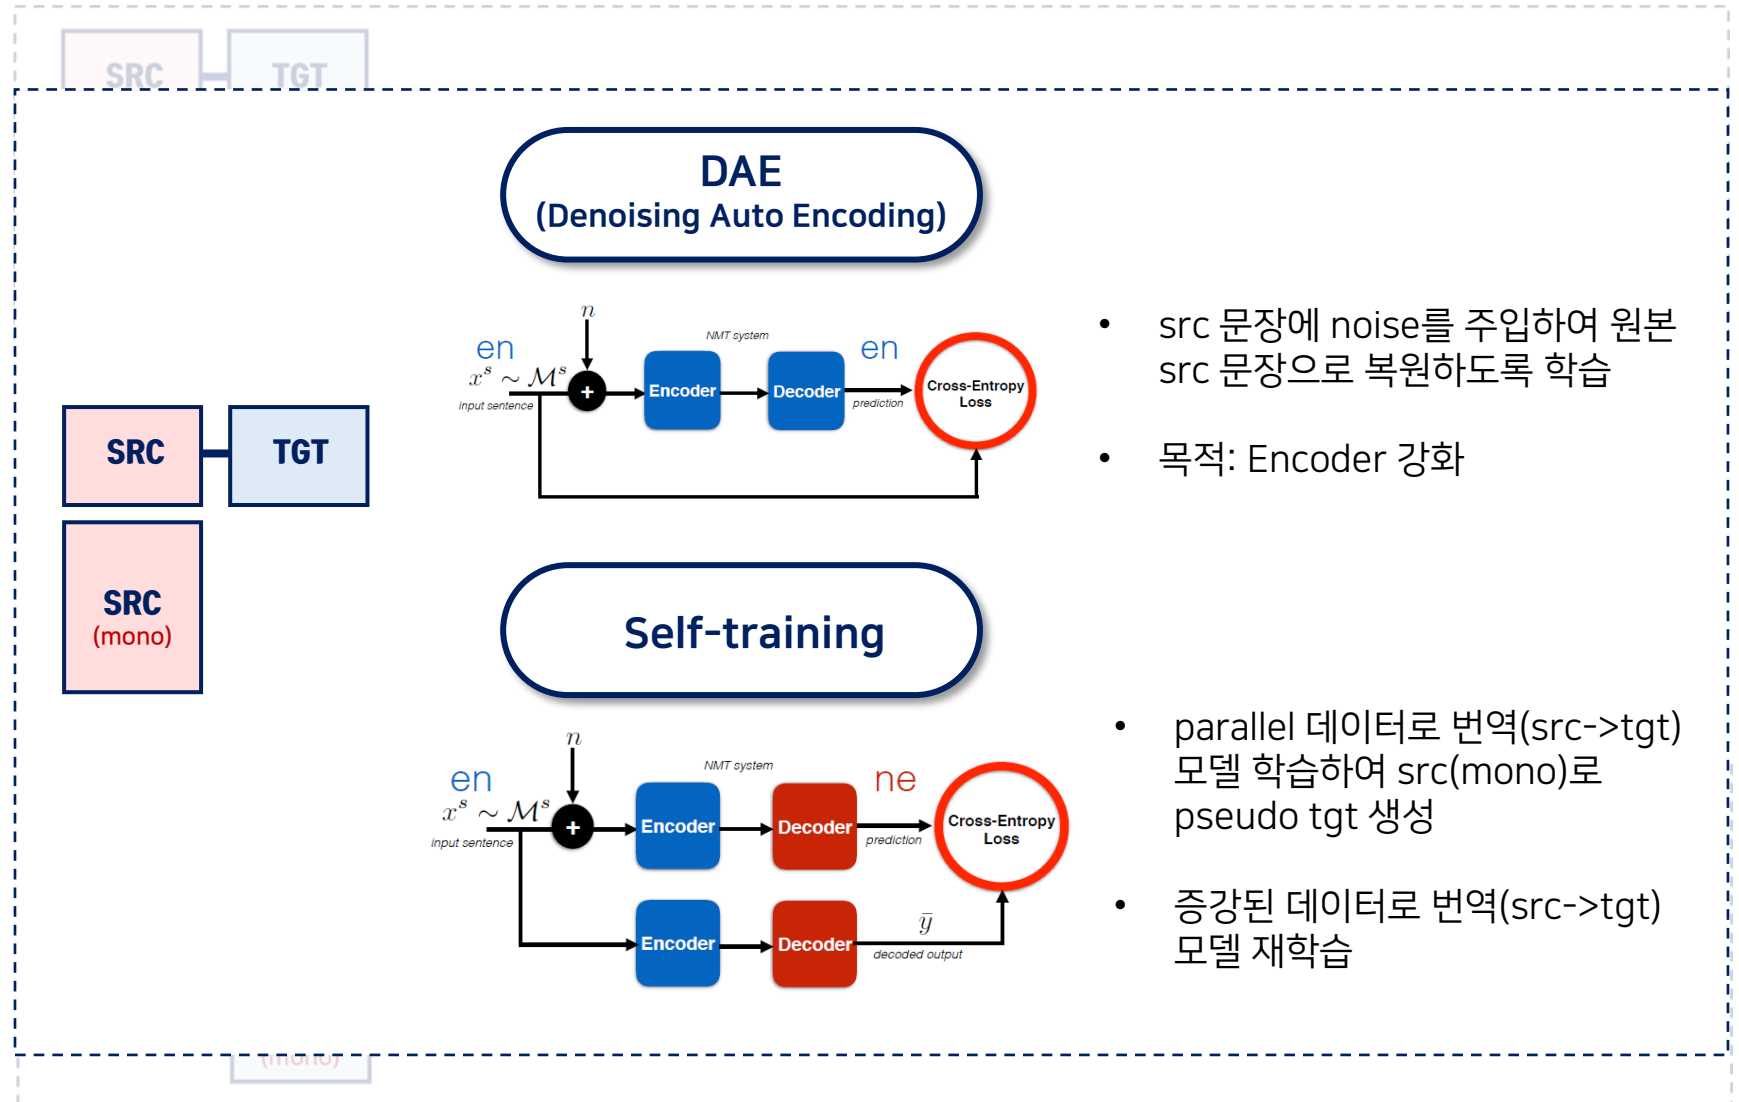 SRC
TGT
DAE
(Denoising Auto Encoding)
n
NMT system
en
en
x^s ~ M^s
+
Encoder
Decoder
Cross-Entropy
Loss
input sentence
prediction
• src 문장에 noise를 주입하여 원본
src 문장으로 복원하도록 학습
• 목적: Encoder 강화
SRC
TGT
SRC
(mono)
Self-training
n
NMT system
en
ne
x^s ~ M^s
+
Encoder
Decoder
Cross-Entropy
Loss
input sentence
prediction
Encoder
Decoder
ȳ
decoded output
• parallel 데이터로 번역(src->tgt)
모델 학습하여 src(mono)로
pseudo tgt 생성
• 증강된 데이터로 번역(src->tgt)
모델 재학습
(mono)